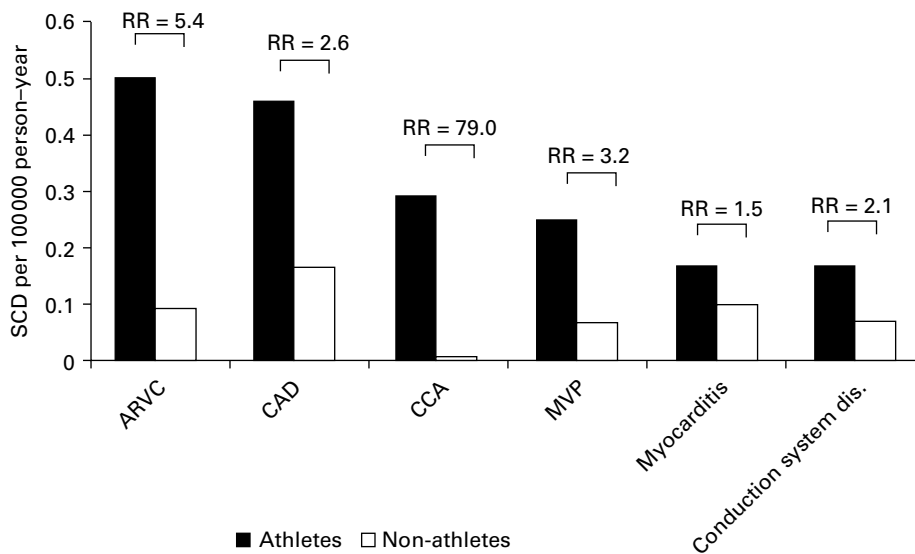 0.6
0.5
0.4
0.3
0.2
0.1
0
SCD per 100000 person–year
RR = 5.4
RR = 2.6
RR = 79.0
RR = 3.2
RR = 1.5
RR = 2.1
ARVC
CAD
CCA
MVP
Myocarditis
Conduction system dis.
Athletes
Non-athletes